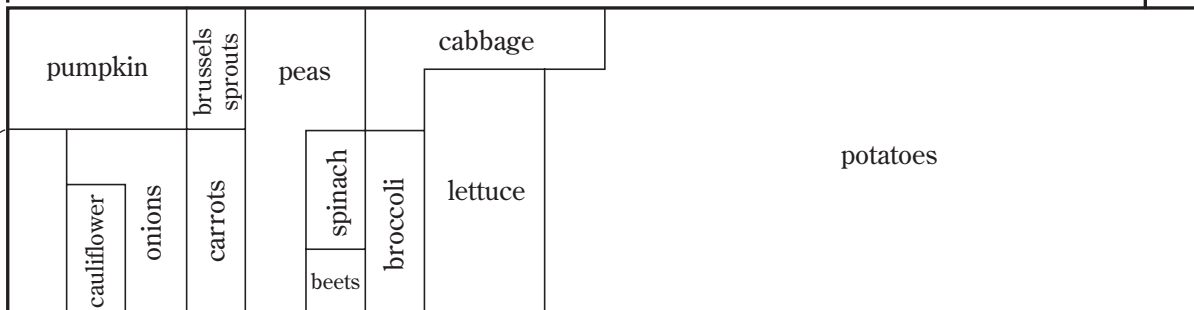 pumpkin
brussels
sprouts
peas
cabbage
potatoes
cauliflower
onions
carrots
spinach
beets
broccoli
lettuce